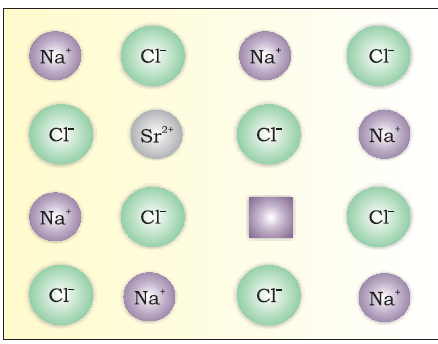 Na⁺ Cl⁻ Na⁺ Cl⁻
Cl⁻ Sr²⁺ Cl⁻ Na⁺
Na⁺ Cl⁻ Cl⁻
Cl⁻ Na⁺ Cl⁻ Na⁺